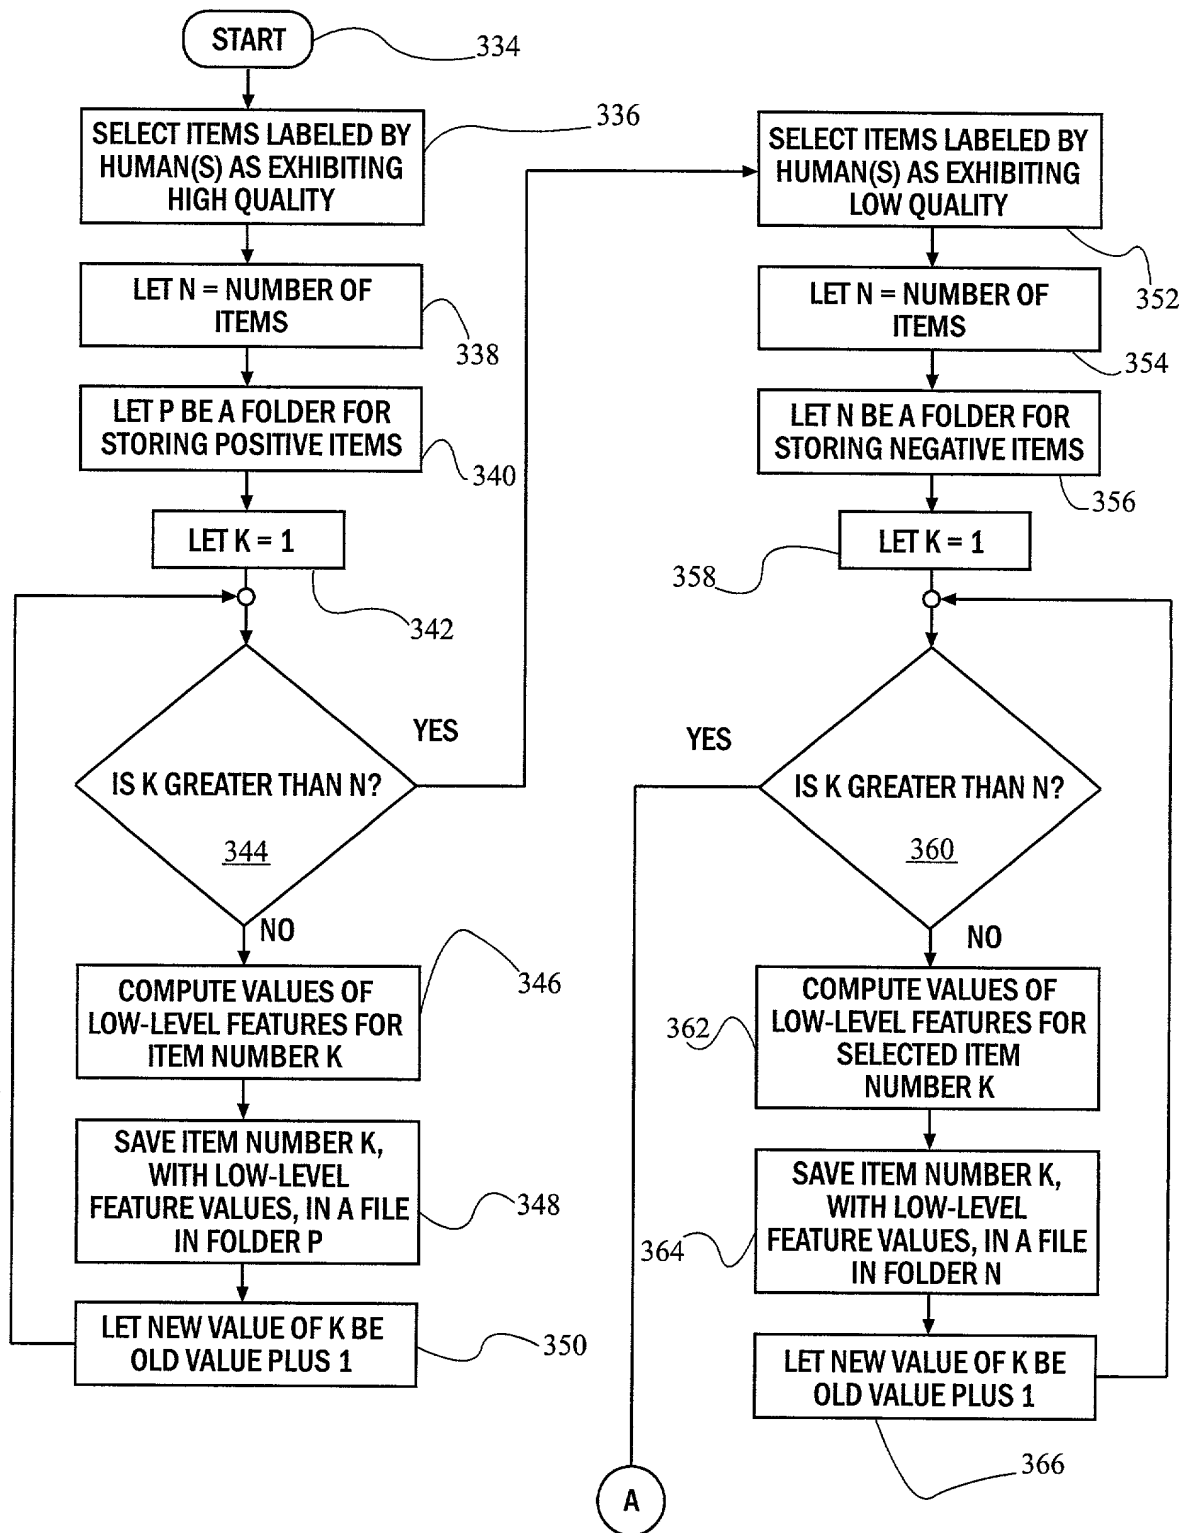 START
334
SELECT ITEMS LABELED BY
HUMAN(S) AS EXHIBITING
HIGH QUALITY
336
LET N = NUMBER OF
ITEMS
338
LET P BE A FOLDER FOR
STORING POSITIVE ITEMS
340
LET K = 1
342
IS K GREATER THAN N?
344
YES
NO
COMPUTE VALUES OF
LOW-LEVEL FEATURES FOR
ITEM NUMBER K
346
SAVE ITEM NUMBER K,
WITH LOW-LEVEL
FEATURE VALUES, IN A FILE
IN FOLDER P
348
LET NEW VALUE OF K BE
OLD VALUE PLUS 1
350
SELECT ITEMS LABELED BY
HUMAN(S) AS EXHIBITING
LOW QUALITY
352
LET N = NUMBER OF
ITEMS
354
LET N BE A FOLDER FOR
STORING NEGATIVE ITEMS
356
LET K = 1
358
YES
IS K GREATER THAN N?
360
NO
COMPUTE VALUES OF
LOW-LEVEL FEATURES FOR
SELECTED ITEM
NUMBER K
362
SAVE ITEM NUMBER K,
WITH LOW-LEVEL
FEATURE VALUES, IN A FILE
IN FOLDER N
364
LET NEW VALUE OF K BE
OLD VALUE PLUS 1
366
A